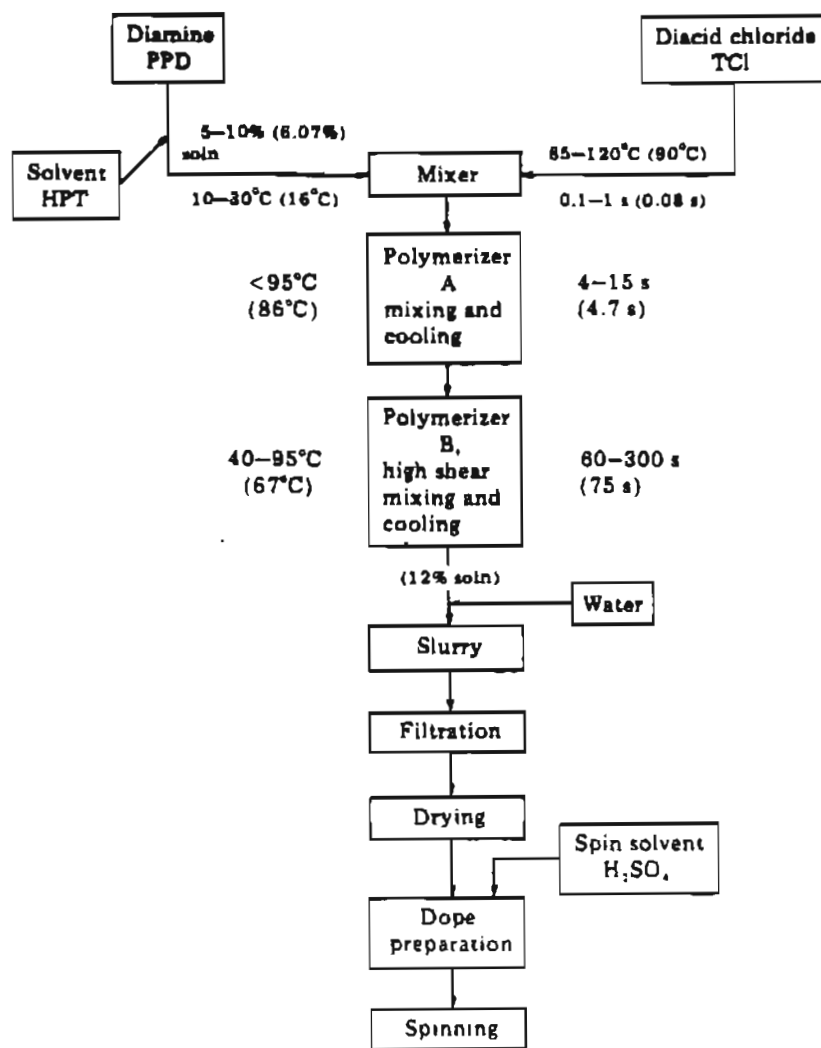 Diamine
PPD
Diacid chloride
TCl
5–10% (6.07%)
soln
Solvent
HPT
10–30°C (16°C)
Mixer
85–120°C (90°C)
0.1–1 s (0.08 s)
<95°C
(86°C)
Polymerizer
A
mixing and
cooling
4–15 s
(4.7 s)
40–95°C
(67°C)
Polymerizer
B,
high shear
mixing and
cooling
60–300 s
(75 s)
(12% soln)
Water
Slurry
Filtration
Drying
Spin solvent
H₂SO₄
Dope
preparation
Spinning